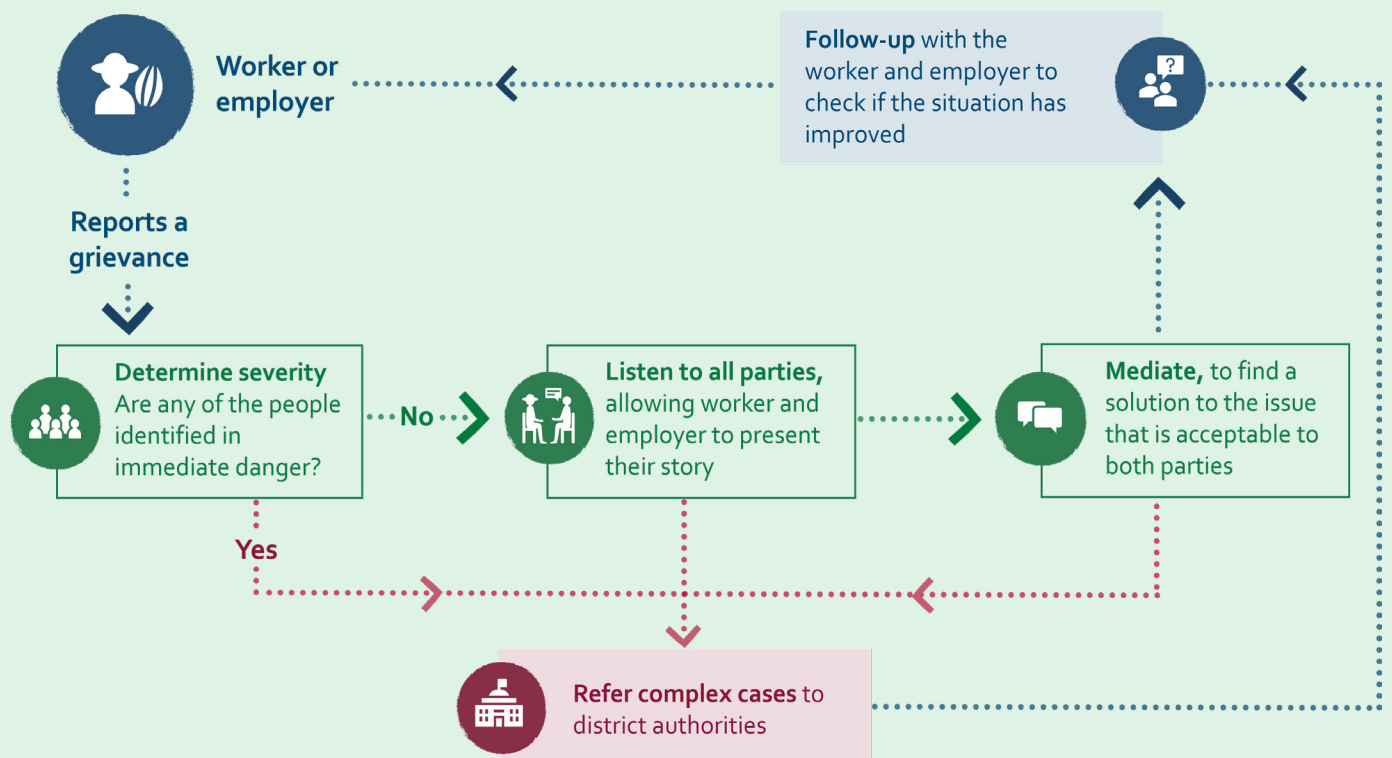 Worker or
employer
Follow-up with the
worker and employer to
check if the situation has
improved
?
Reports a
grievance
Determine severity
Are any of the people
identified in
immediate danger?
No
Listen to all parties,
allowing worker and
employer to present
their story
Mediate, to find a
solution to the issue
that is acceptable to
both parties
Yes
Refer complex cases to
district authorities